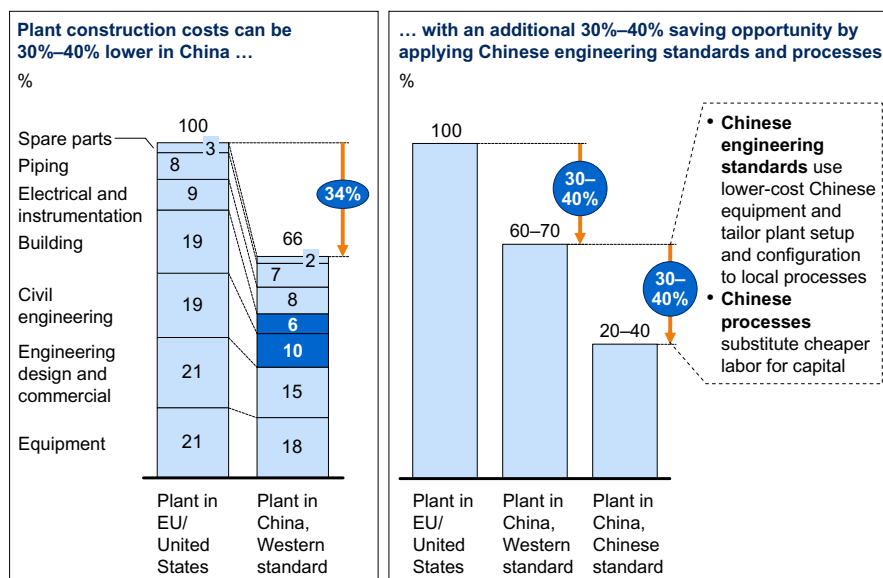 Plant construction costs can be
30%–40% lower in China …
%
100
Spare parts
3
Piping
8
Electrical and
instrumentation
9
Building
19
Civil
engineering
19
Engineering
design and
commercial
21
Equipment
21
34%
66
2
7
8
6
10
15
18
Plant in
EU/
United
States
Plant in
China,
Western
standard
… with an additional 30%–40% saving opportunity by
applying Chinese engineering standards and processes
%
100
30–
40%
60–70
30–
40%
20–40
• Chinese
engineering
standards use
lower-cost Chinese
equipment and
tailor plant setup
and configuration
to local processes
• Chinese
processes
substitute cheaper
labor for capital
Plant in
EU/
United
States
Plant in
China,
Western
standard
Plant in
China,
Chinese
standard